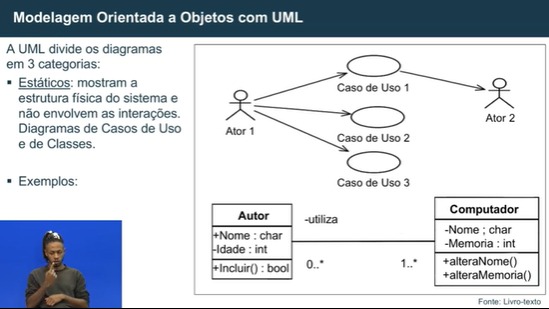 Modelagem Orientada a Objetos com UML
A UML divide os diagramas
em 3 categorias:
▪ Estáticos: mostram a
estrutura física do sistema e
não envolvem as interações.
Diagramas de Casos de Uso
e de Classes.
▪ Exemplos:
Caso de Uso 1
Ator 1
Ator 2
Caso de Uso 2
Caso de Uso 3
Autor
+Nome : char
-Idade : int
+Incluir() : bool
-utiliza
0..*
1..*
Computador
-Nome ; char
-Memoria : int
+alteraNome()
+alteraMemoria()
Fonte: Livro-texto